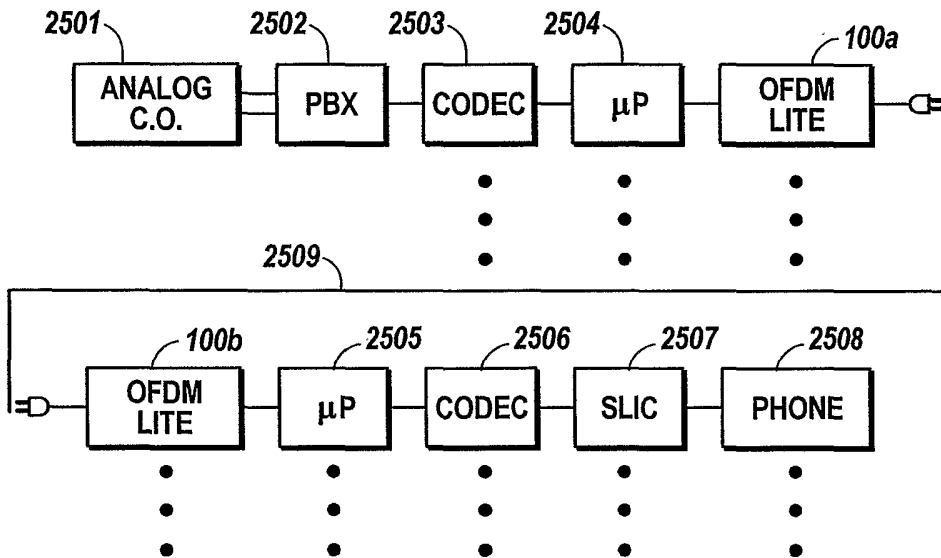 2501 2502 2503 2504 100a
ANALOG C.O. PBX CODEC µP OFDM LITE
2509
100b 2505 2506 2507 2508
OFDM LITE µP CODEC SLIC PHONE